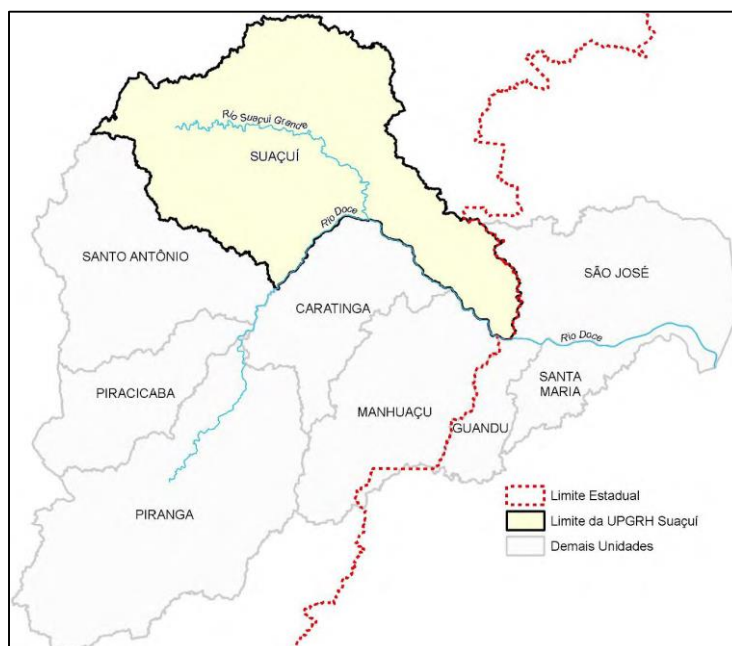 Rio Suaçuí Grande
SUAÇUÍ
Rio Doce
SANTO ANTÔNIO
SÃO JOSÉ
CARATINGA
Rio Doce
SANTA
MARIA
PIRACICABA
MANHUAÇU
GUANDU
PIRANGA
Limite Estadual
Limite da UPGRH Suaçuí
Demais Unidades